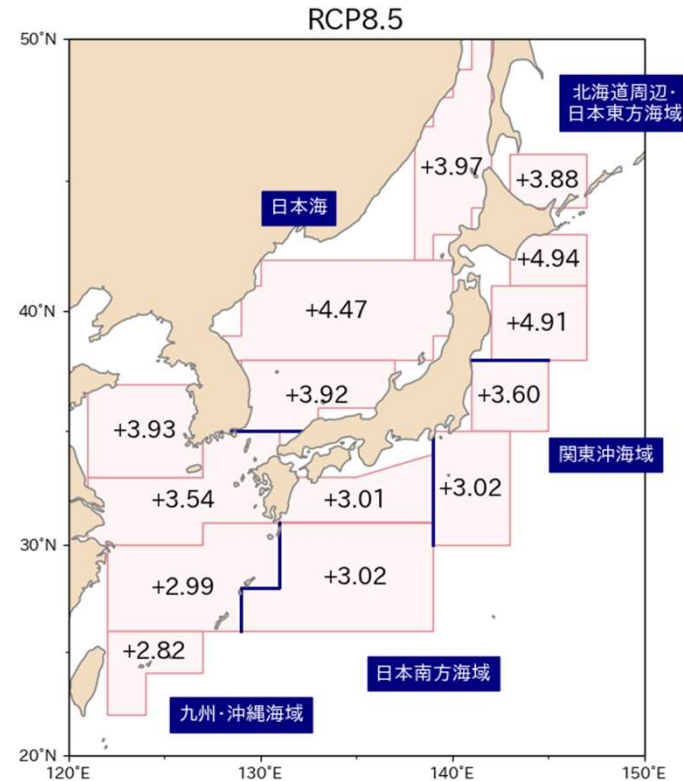 RCP8.5
50°N
北海道周辺・
日本東方海域
+3.97
+3.88
日本海
+4.94
40°N
+4.47
+4.91
+3.92
+3.60
+3.93
関東沖海域
+3.54
+3.01
+3.02
30°N
+2.99
+3.02
+2.82
日本南方海域
九州・沖縄海域
20°N
120°E
130°E
140°E
150°E